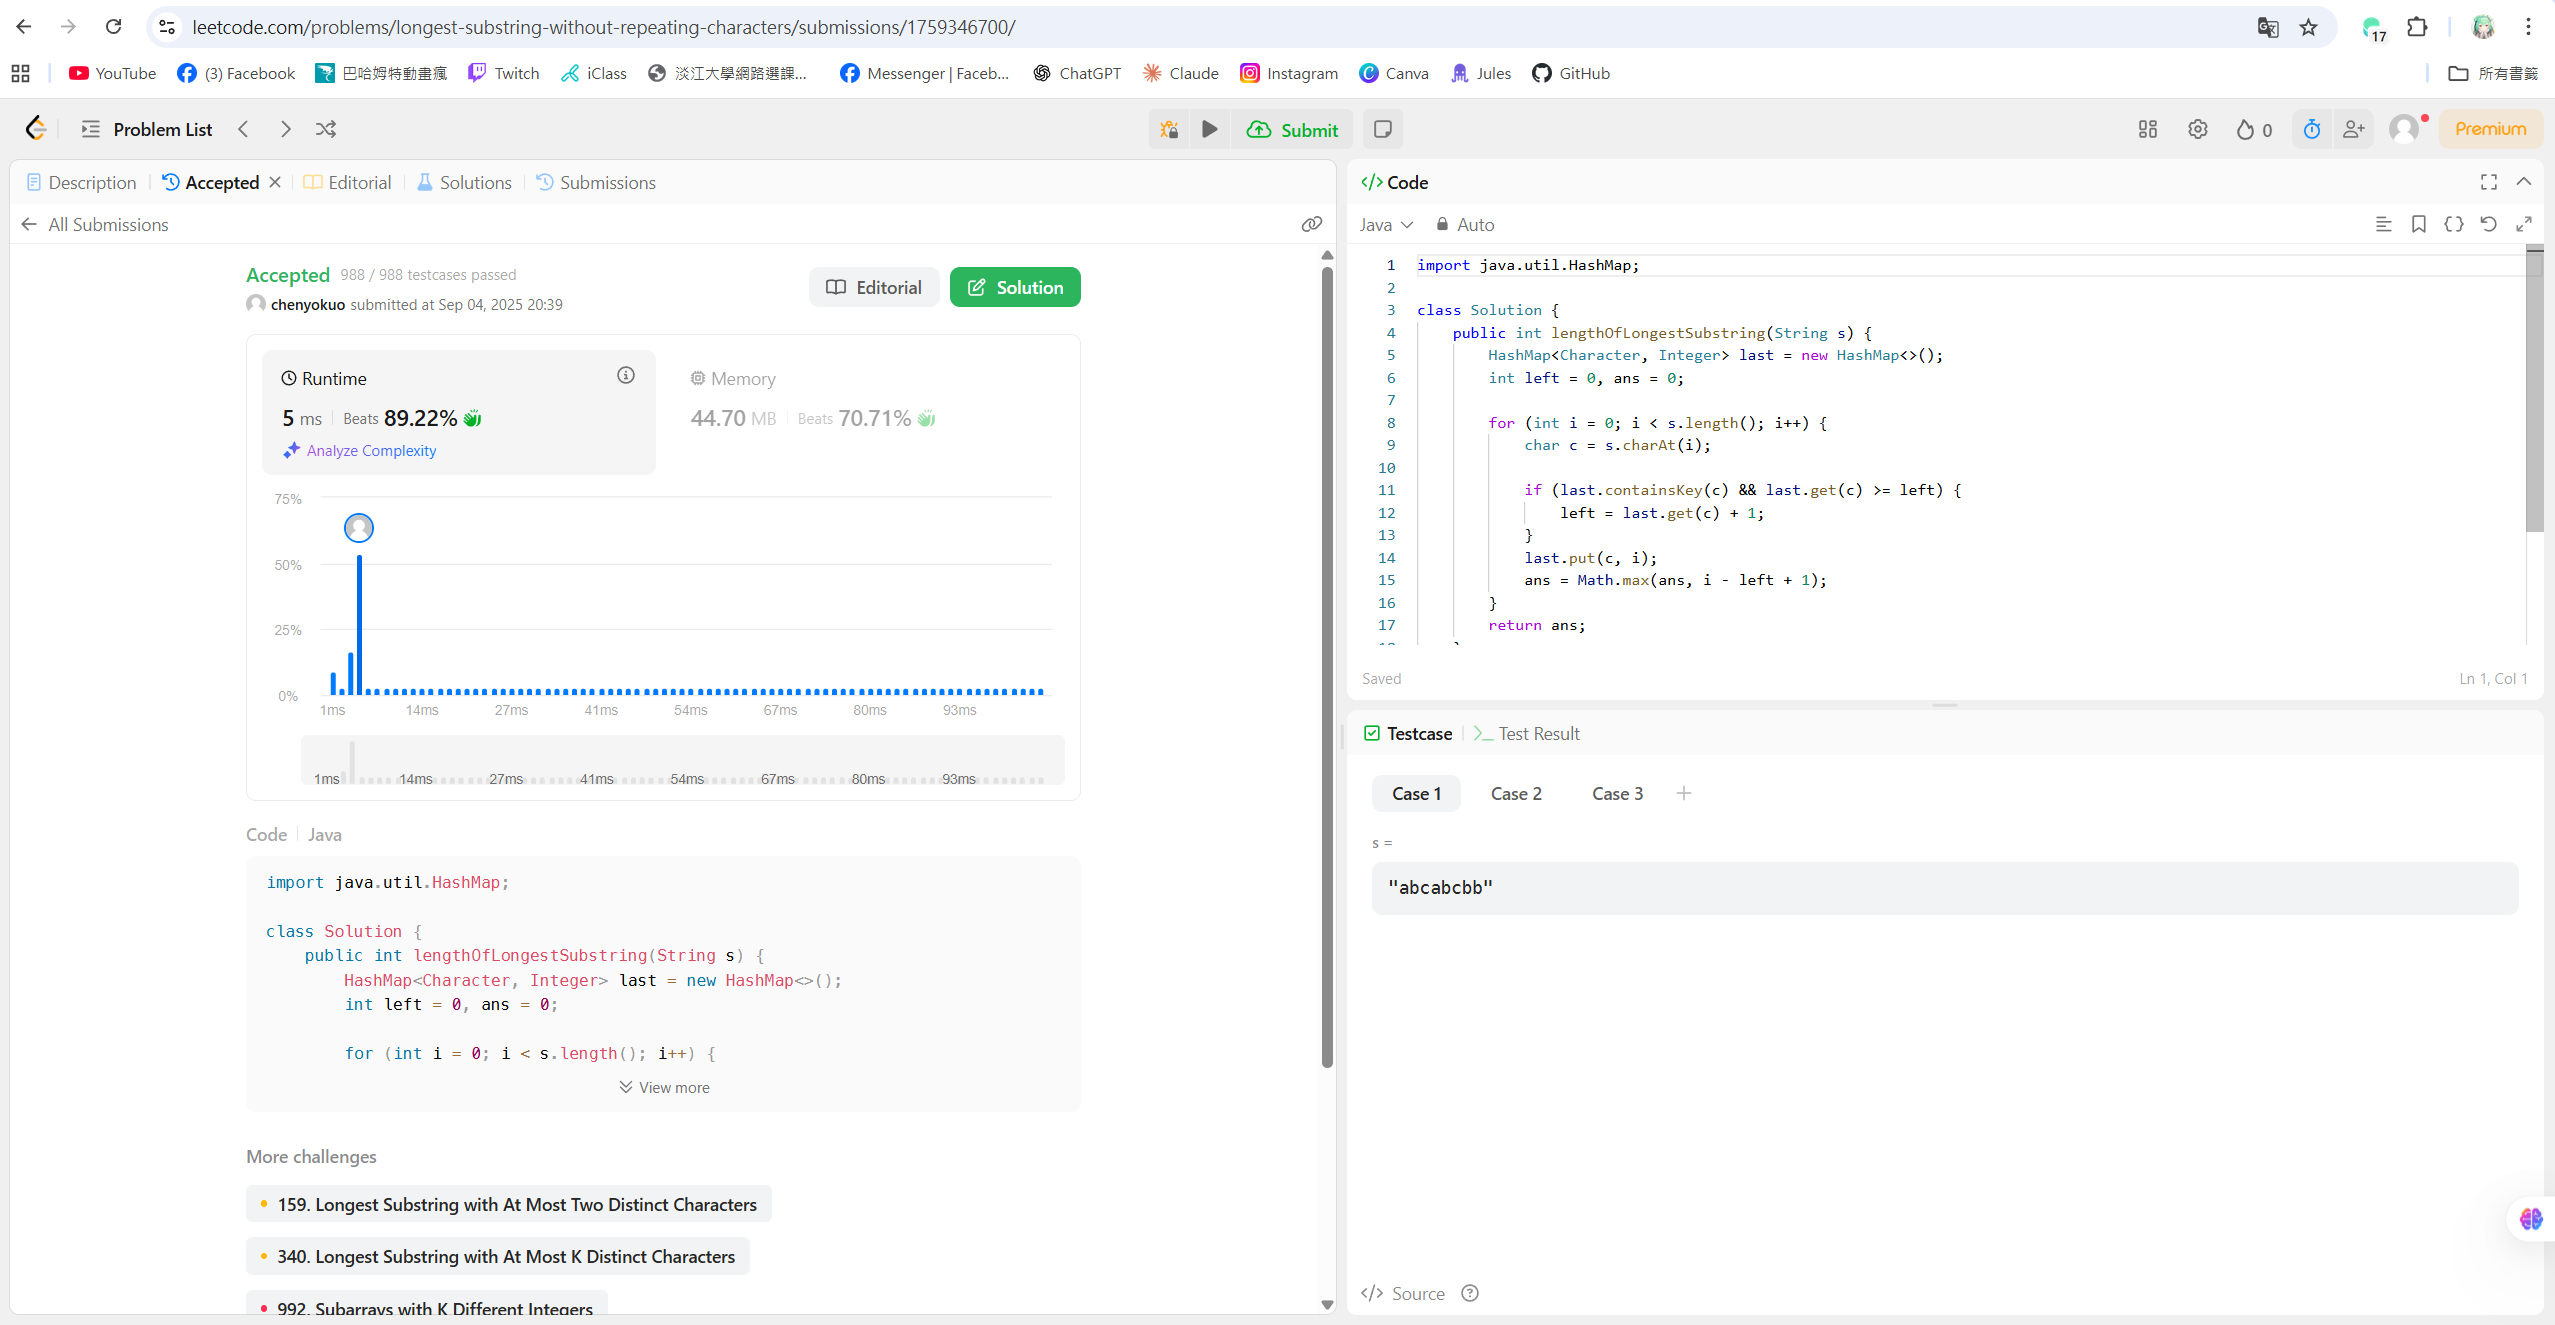 leetcode.com/problems/longest-substring-without-repeating-characters/submissions/1759346700/
17
YouTube (3) Facebook 巴哈姆特動畫瘋 Twitch iClass 淡江大學網路選課... Messenger | Faceb... ChatGPT Claude Instagram Canva Jules GitHub 所有書籤
Problem List Submit 0 Premium
Description Accepted Editorial Solutions Submissions
All Submissions
Accepted 988 / 988 testcases passed
chenyokuo submitted at Sep 04, 2025 20:39
Editorial Solution
Runtime
5 ms Beats 89.22%
Analyze Complexity
Memory
44.70 MB Beats 70.71%
75%
50%
25%
0%
1ms 14ms 27ms 41ms 54ms 67ms 80ms 93ms
1ms 14ms 27ms 41ms 54ms 67ms 80ms 93ms
Code Java
import java.util.HashMap;
class Solution {
public int lengthOfLongestSubstring(String s) {
HashMap<Character, Integer> last = new HashMap<>();
int left = 0, ans = 0;
for (int i = 0; i < s.length(); i++) {
View more
More challenges
159. Longest Substring with At Most Two Distinct Characters
340. Longest Substring with At Most K Distinct Characters
992. Subarrays with K Different Integers
</> Code
Java Auto
1 import java.util.HashMap;
2
3 class Solution {
4 public int lengthOfLongestSubstring(String s) {
5 HashMap<Character, Integer> last = new HashMap<>();
6 int left = 0, ans = 0;
7
8 for (int i = 0; i < s.length(); i++) {
9 char c = s.charAt(i);
10
11 if (last.containsKey(c) && last.get(c) >= left) {
12 left = last.get(c) + 1;
13 }
14 last.put(c, i);
15 ans = Math.max(ans, i - left + 1);
16 }
17 return ans;
Saved Ln 1, Col 1
Testcase Test Result
Case 1 Case 2 Case 3
s =
"abcabcbb"
</> Source